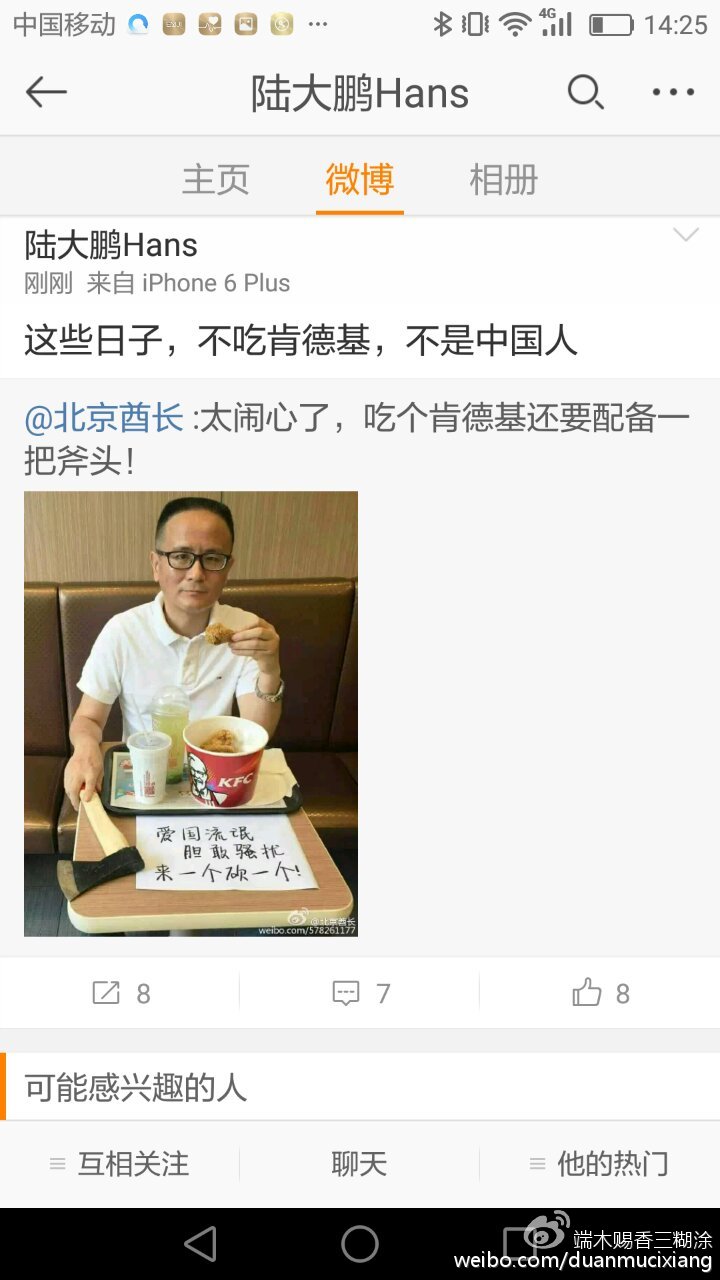 中国移动 4G 14:25
陆大鹏Hans
主页 微博 相册
陆大鹏Hans
刚刚 来自 iPhone 6 Plus
这些日子，不吃肯德基，不是中国人
@北京酋长 :太闹心了，吃个肯德基还要配备一
把斧头！
KFC
爱国流氓
胆敢骚扰
来一个砍一个！
@北京酋长
weibo.com/578261177
8 7 8
可能感兴趣的人
互相关注 聊天 他的热门
端木赐香三糊涂
weibo.com/duanmucixiang